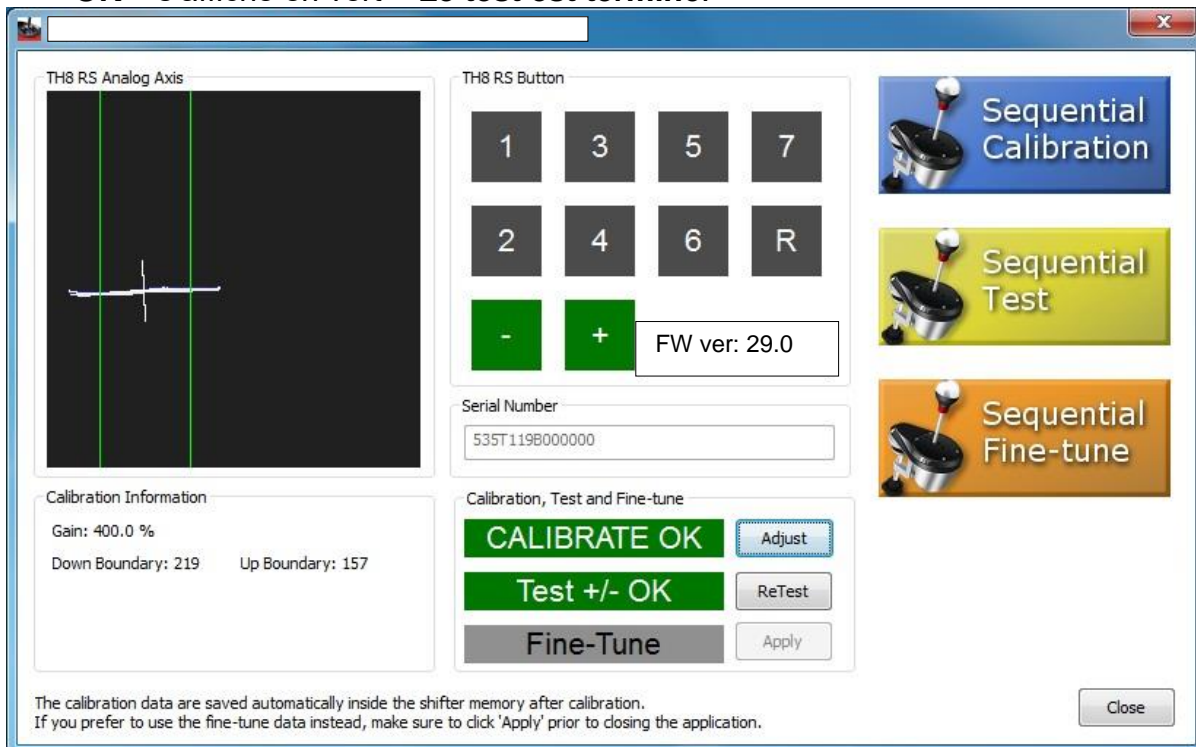 TH8 RS Analog Axis
TH8 RS Button
1 3 5 7
2 4 6 R
- +
FW ver: 29.0
Serial Number
535T119B000000
Sequential
Calibration
Sequential
Test
Sequential
Fine-tune
Calibration Information
Gain: 400.0 %
Down Boundary: 219 Up Boundary: 157
Calibration, Test and Fine-tune
CALIBRATE OK Adjust
Test +/- OK ReTest
Fine-Tune Apply
The calibration data are saved automatically inside the shifter memory after calibration.
If you prefer to use the fine-tune data instead, make sure to click 'Apply' prior to closing the application.
Close